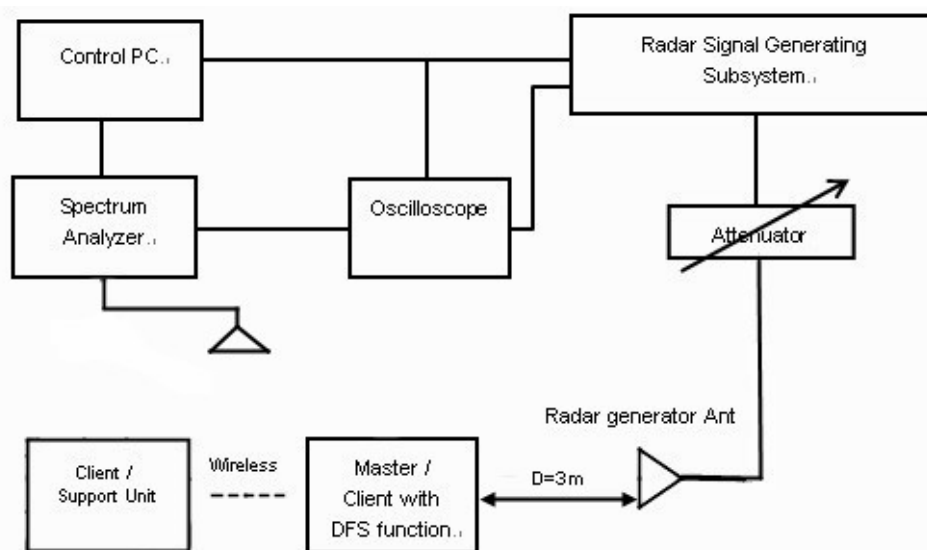 Control PC.
Radar Signal Generating
Subsystem.
Spectrum
Analyzer.
Oscilloscope
Attenuator
Radar generator Ant
Client /
Support Unit
Wireless
Master /
Client with
DFS function.
D=3m